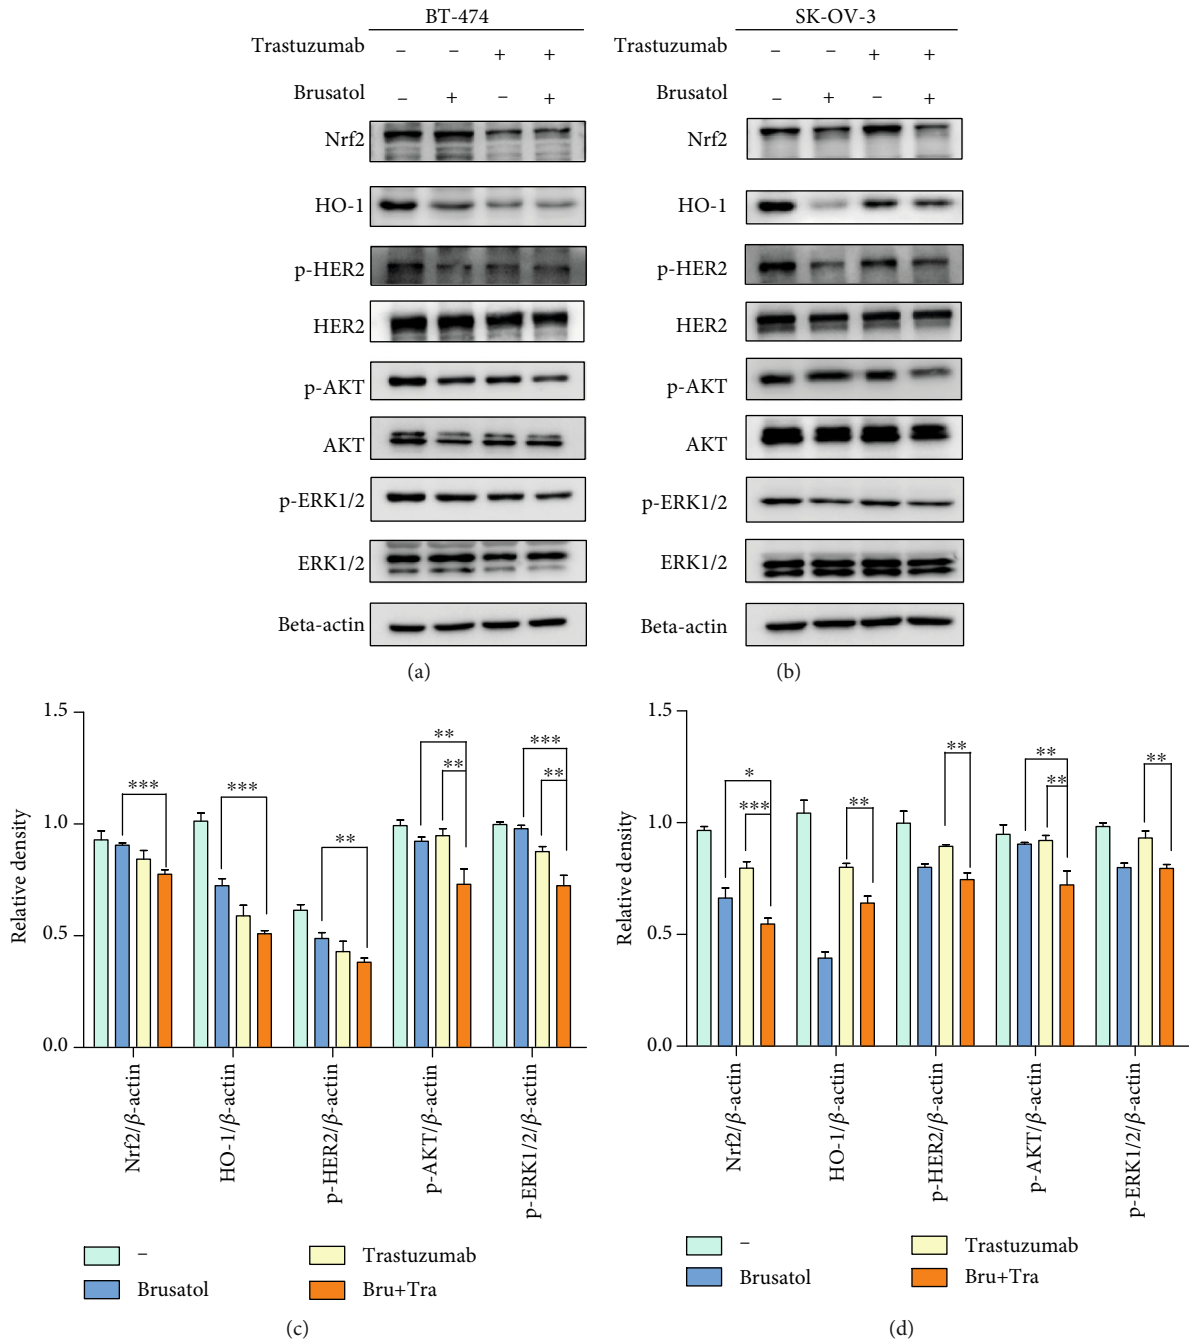 BT-474
Trastuzumab − − + +
Brusatol − + − +
Nrf2
HO-1
p-HER2
HER2
p-AKT
AKT
p-ERK1/2
ERK1/2
Beta-actin
(a)
SK-OV-3
Trastuzumab − − + +
Brusatol − + − +
Nrf2
HO-1
p-HER2
HER2
p-AKT
AKT
p-ERK1/2
ERK1/2
Beta-actin
(b)
Relative density
1.5
1.0
0.5
0.0
***
***
**
**
**
***
**
Nrf2/β-actin
HO-1/β-actin
p-HER2/β-actin
p-AKT/β-actin
p-ERK1/2/β-actin
−
Brusatol
Trastuzumab
Bru+Tra
(c)
Relative density
1.5
1.0
0.5
0.0
*
***
**
**
**
**
**
Nrf2/β-actin
HO-1/β-actin
p-HER2/β-actin
p-AKT/β-actin
p-ERK1/2/β-actin
−
Brusatol
Trastuzumab
Bru+Tra
(d)